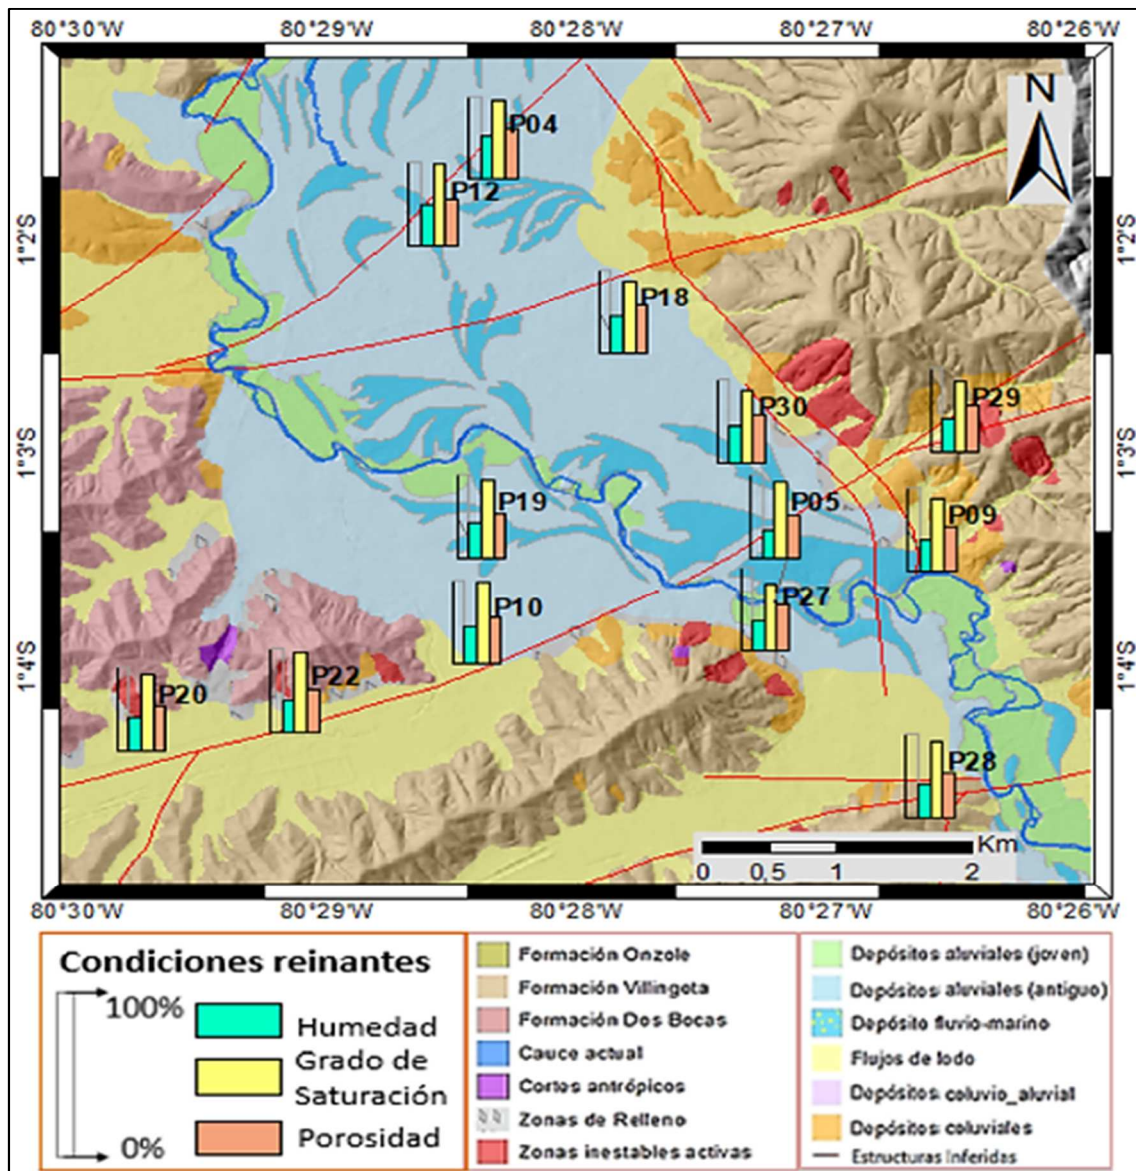 80°30'W 80°29'W 80°28'W 80°27'W 80°26'W
N
P04
P12
1°2'S 1°2'S
P18
P30
P29
1°3'S 1°3'S
P19
P05
P09
P10
P27
1°4'S 1°4'S
P20
P22
P28
Km
0 0,5 1 2
80°30'W 80°29'W 80°28'W 80°27'W 80°26'W
Condiciones reinantes
100%
Humedad
Grado de
Saturación
Porosidad
0%
Formación Onzole
Formación Villingota
Formación Dos Bocas
Cauce actual
Cortes antrópicos
Zonas de Relleno
Zonas inestables activas
Depósitos aluviales (joven)
Depósitos aluviales (antiguo)
Depósito fluvio-marino
Flujos de lodo
Depósitos coluvio_aluvial
Depósitos coluviales
Estructuras Inferidas